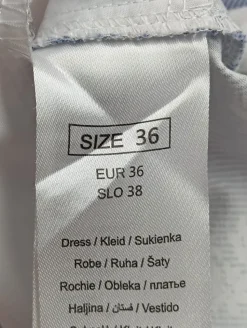 SIZE 36
EUR 36
SLO 38
Dress / Kleid / Sukienka
Robe / Ruha / Šaty
Rochie / Obleka / платье
Haljina / فستان / Vestido